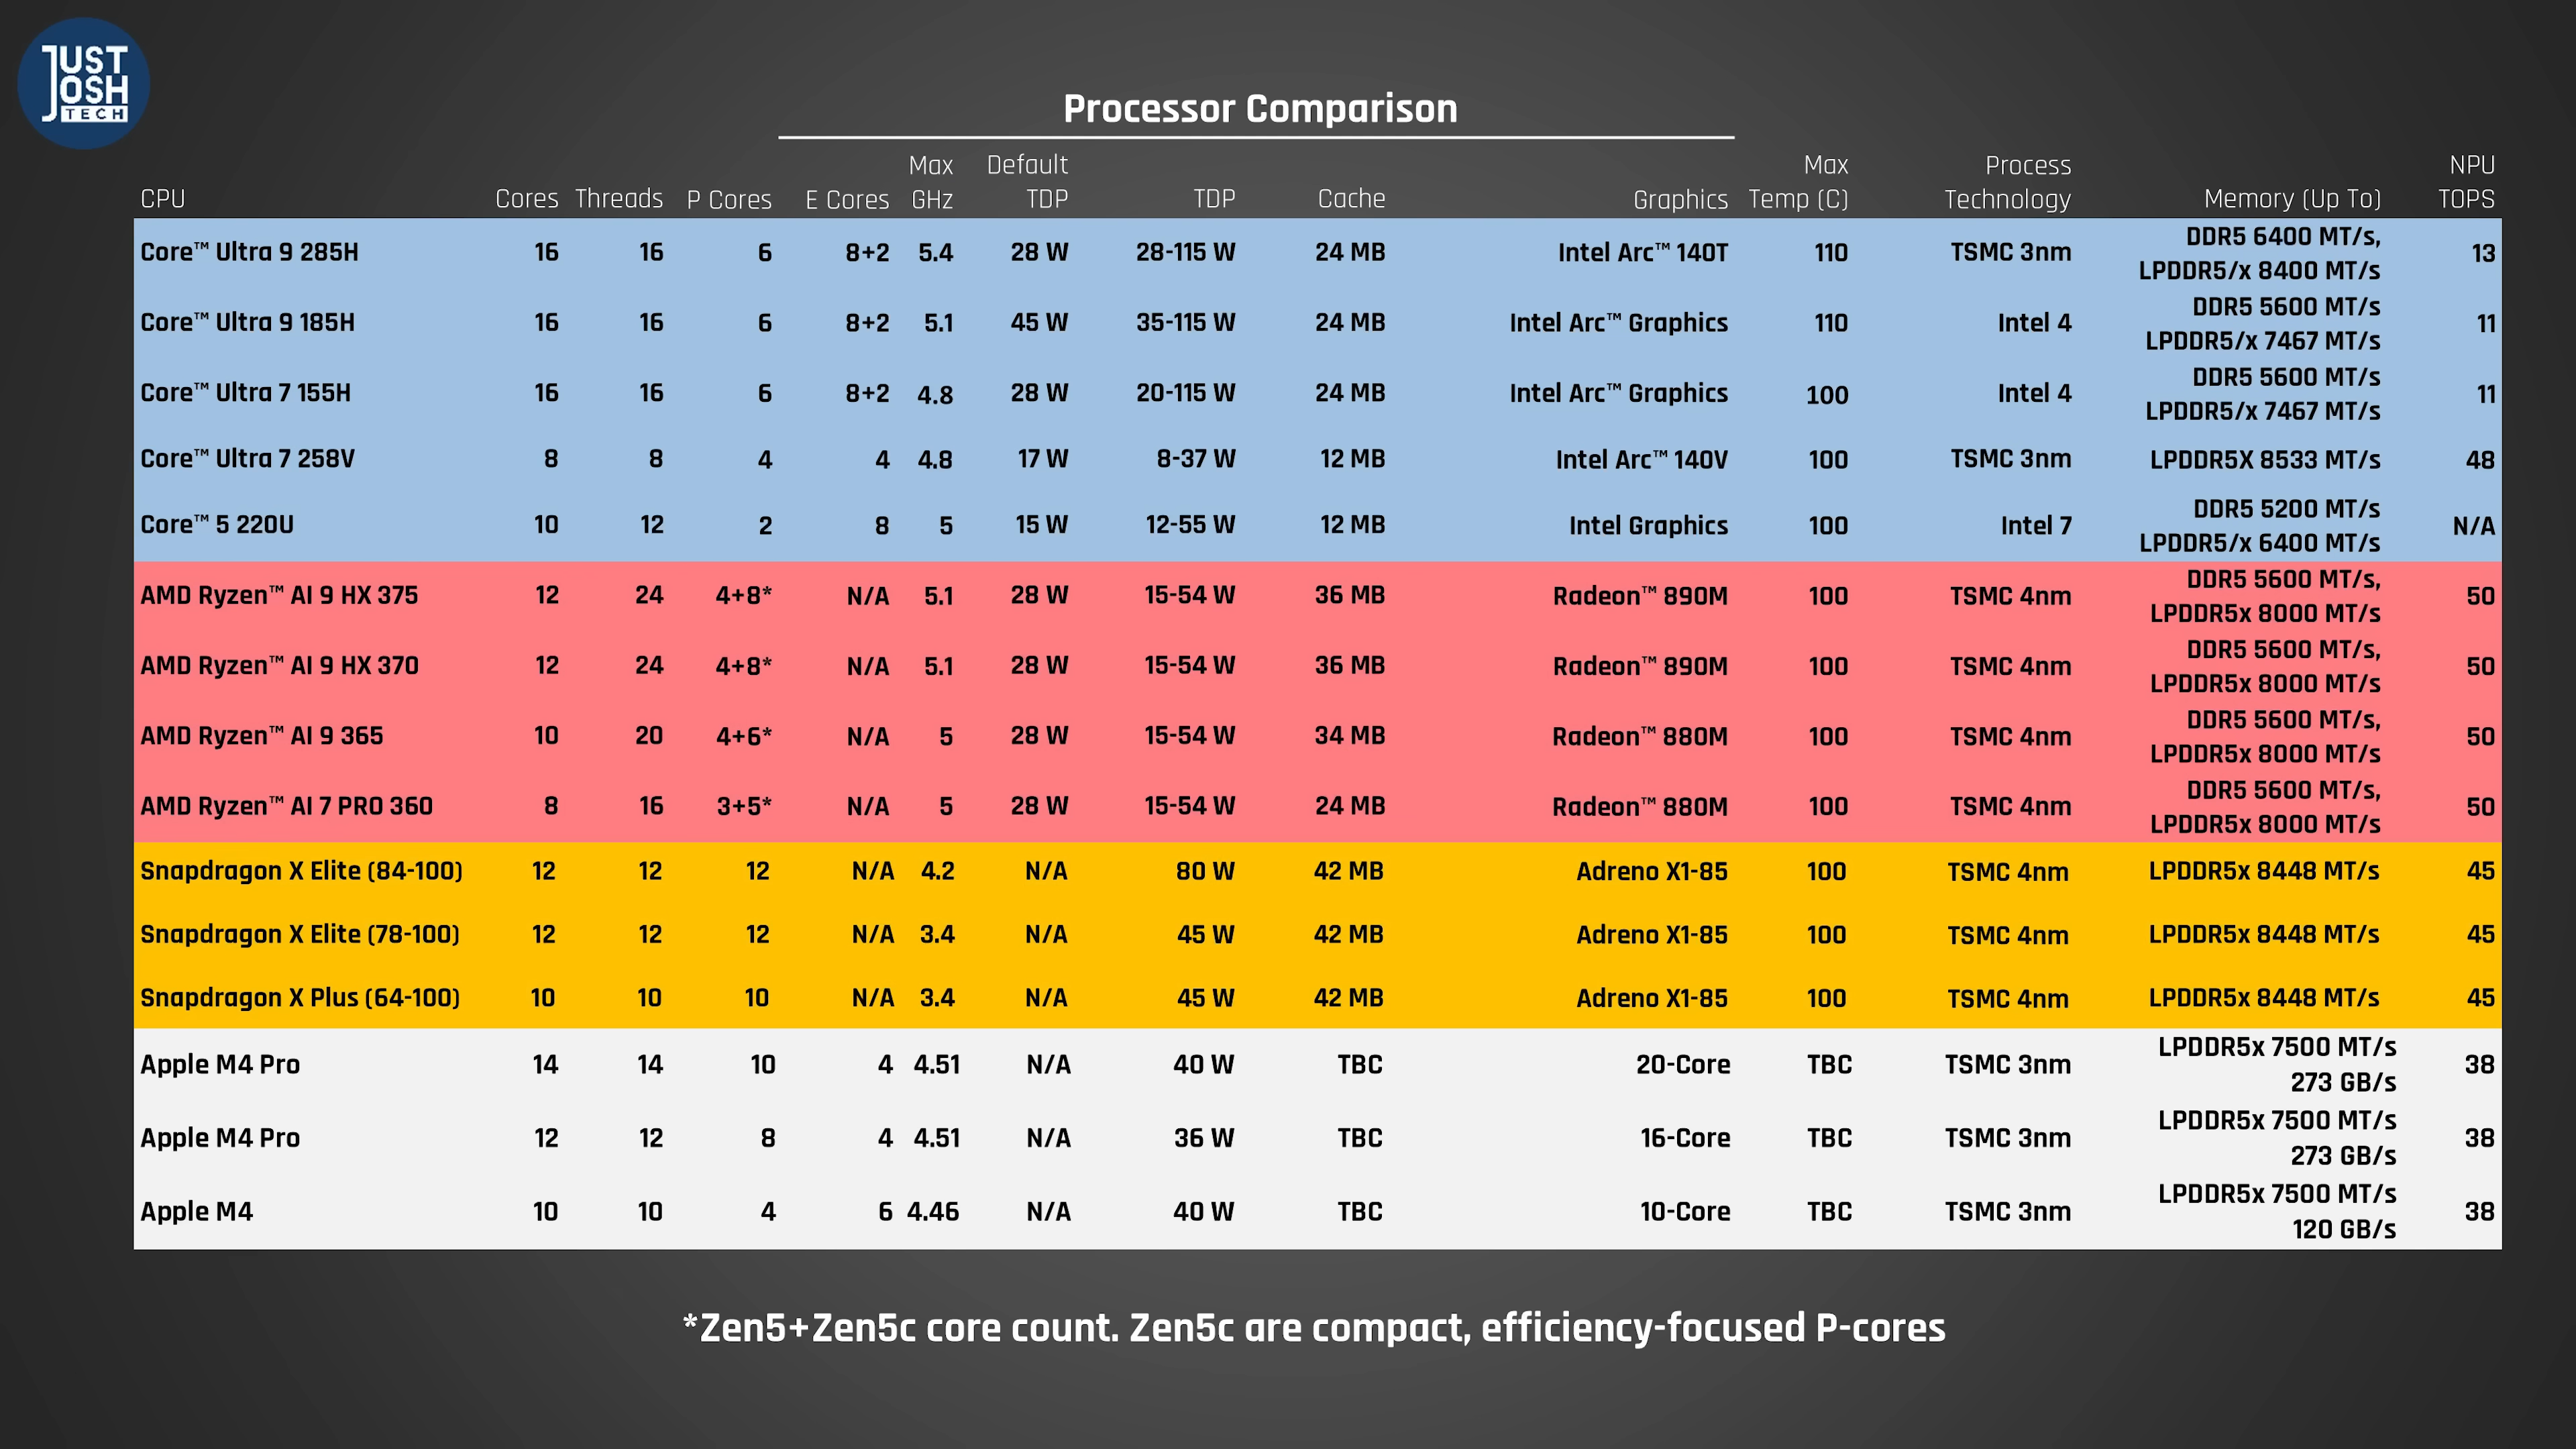 JUST
JOSH
TECH
Processor Comparison
CPU Cores Threads P Cores E Cores Max GHz Default TDP TDP Cache Graphics Max Temp (C) Process Technology Memory (Up To) NPU TOPS
Core™ Ultra 9 285H 16 16 6 8+2 5.4 28 W 28-115 W 24 MB Intel Arc™ 140T 110 TSMC 3nm DDR5 6400 MT/s, LPDDR5/x 8400 MT/s 13
Core™ Ultra 9 185H 16 16 6 8+2 5.1 45 W 35-115 W 24 MB Intel Arc™ Graphics 110 Intel 4 DDR5 5600 MT/s LPDDR5/x 7467 MT/s 11
Core™ Ultra 7 155H 16 16 6 8+2 4.8 28 W 20-115 W 24 MB Intel Arc™ Graphics 100 Intel 4 DDR5 5600 MT/s LPDDR5/x 7467 MT/s 11
Core™ Ultra 7 258V 8 8 4 4 4.8 17 W 8-37 W 12 MB Intel Arc™ 140V 100 TSMC 3nm LPDDR5X 8533 MT/s 48
Core™ 5 220U 10 12 2 8 5 15 W 12-55 W 12 MB Intel Graphics 100 Intel 7 DDR5 5200 MT/s LPDDR5/x 6400 MT/s N/A
AMD Ryzen™ AI 9 HX 375 12 24 4+8* N/A 5.1 28 W 15-54 W 36 MB Radeon™ 890M 100 TSMC 4nm DDR5 5600 MT/s, LPDDR5x 8000 MT/s 50
AMD Ryzen™ AI 9 HX 370 12 24 4+8* N/A 5.1 28 W 15-54 W 36 MB Radeon™ 890M 100 TSMC 4nm DDR5 5600 MT/s, LPDDR5x 8000 MT/s 50
AMD Ryzen™ AI 9 365 10 20 4+6* N/A 5 28 W 15-54 W 34 MB Radeon™ 880M 100 TSMC 4nm DDR5 5600 MT/s, LPDDR5x 8000 MT/s 50
AMD Ryzen™ AI 7 PRO 360 8 16 3+5* N/A 5 28 W 15-54 W 24 MB Radeon™ 880M 100 TSMC 4nm DDR5 5600 MT/s, LPDDR5x 8000 MT/s 50
Snapdragon X Elite (84-100) 12 12 12 N/A 4.2 N/A 80 W 42 MB Adreno X1-85 100 TSMC 4nm LPDDR5x 8448 MT/s 45
Snapdragon X Elite (78-100) 12 12 12 N/A 3.4 N/A 45 W 42 MB Adreno X1-85 100 TSMC 4nm LPDDR5x 8448 MT/s 45
Snapdragon X Plus (64-100) 10 10 10 N/A 3.4 N/A 45 W 42 MB Adreno X1-85 100 TSMC 4nm LPDDR5x 8448 MT/s 45
Apple M4 Pro 14 14 10 4 4.51 N/A 40 W TBC 20-Core TBC TSMC 3nm LPDDR5x 7500 MT/s 273 GB/s 38
Apple M4 Pro 12 12 8 4 4.51 N/A 36 W TBC 16-Core TBC TSMC 3nm LPDDR5x 7500 MT/s 273 GB/s 38
Apple M4 10 10 4 6 4.46 N/A 40 W TBC 10-Core TBC TSMC 3nm LPDDR5x 7500 MT/s 120 GB/s 38
*Zen5+Zen5c core count. Zen5c are compact, efficiency-focused P-cores